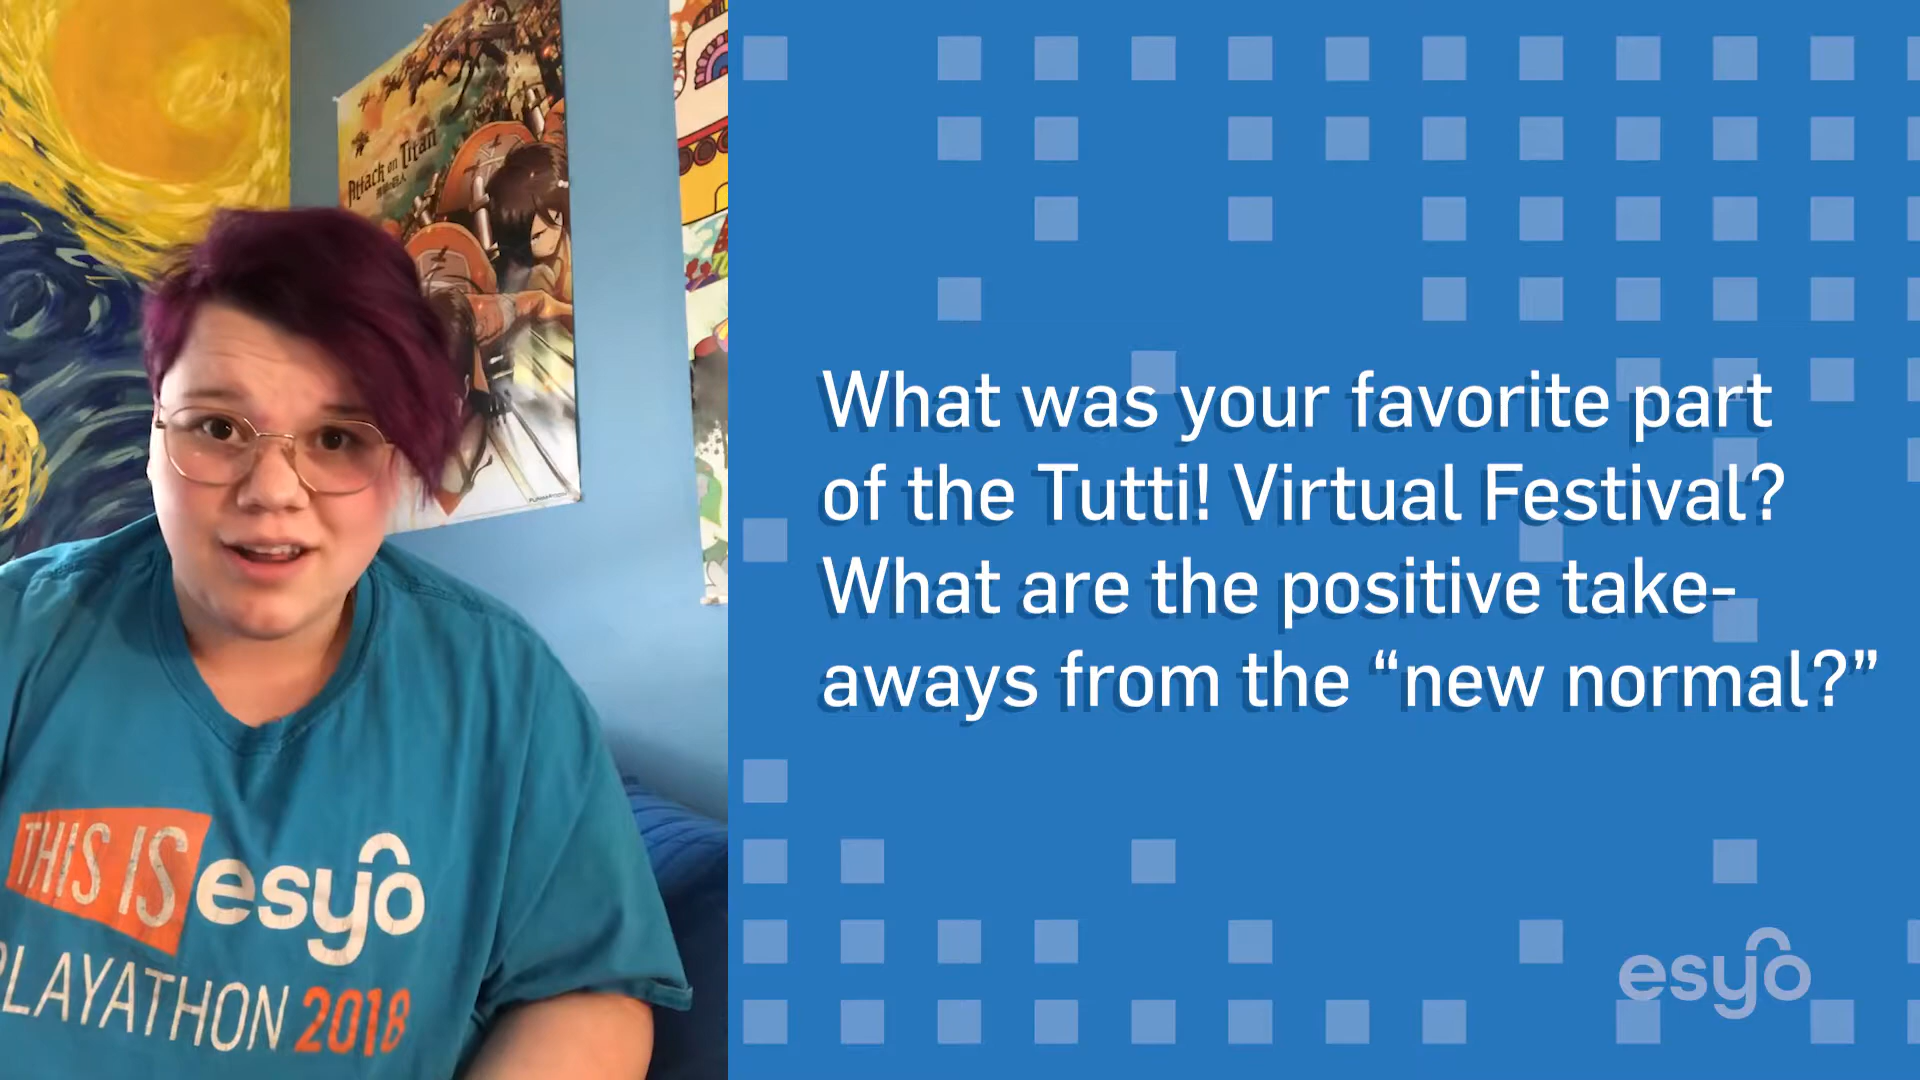 Attack on Titan
THIS IS esyo
PLAYATHON 2018
What was your favorite part
of the Tutti! Virtual Festival?
What are the positive take-
aways from the “new normal?”
esyo